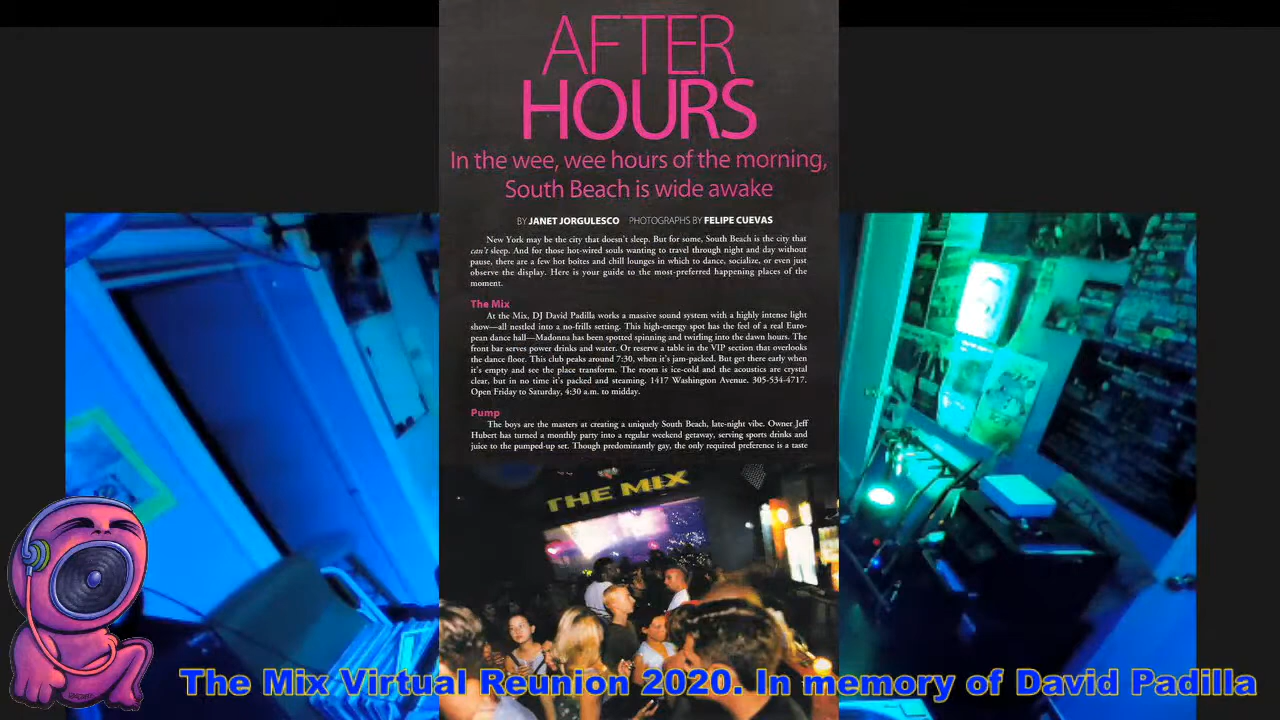 AFTER
HOURS
In the wee, wee hours of the morning,
South Beach is wide awake
BY JANET JORGULESCO PHOTOGRAPHS BY FELIPE CUEVAS
New York may be the city that doesn't sleep. But for some, South Beach is the city that
can't sleep. And for those hot-wired souls wanting to travel through night and day without
pause, there are a few hot boîtes and chill lounges in which to dance, socialize, or even just
observe the display. Here is your guide to the most-preferred happening places of the
moment.
The Mix
At the Mix, DJ David Padilla works a massive sound system with a highly intense light
show—all nestled into a no-frills setting. This high-energy spot has the feel of a real Euro-
pean dance hall—Madonna has been spotted spinning and twirling into the dawn hours. The
front bar serves power drinks and water. Or reserve a table in the VIP section that overlooks
the dance floor. This club peaks around 7:30, when it's jam-packed. But get there early when
it's empty and see the place transform. The room is ice-cold and the acoustics are crystal
clear, but in no time it's packed and steaming. 1417 Washington Avenue. 305-534-4717.
Open Friday to Saturday, 4:30 a.m. to midday.
Pump
The boys are the masters at creating a uniquely South Beach, late-night vibe. Owner Jeff
Hubert has turned a monthly party into a regular weekend getaway, serving sports drinks and
juice to the pumped-up set. Though predominantly gay, the only required preference is a taste
THE MIX
The Mix Virtual Reunion 2020. In memory of David Padilla